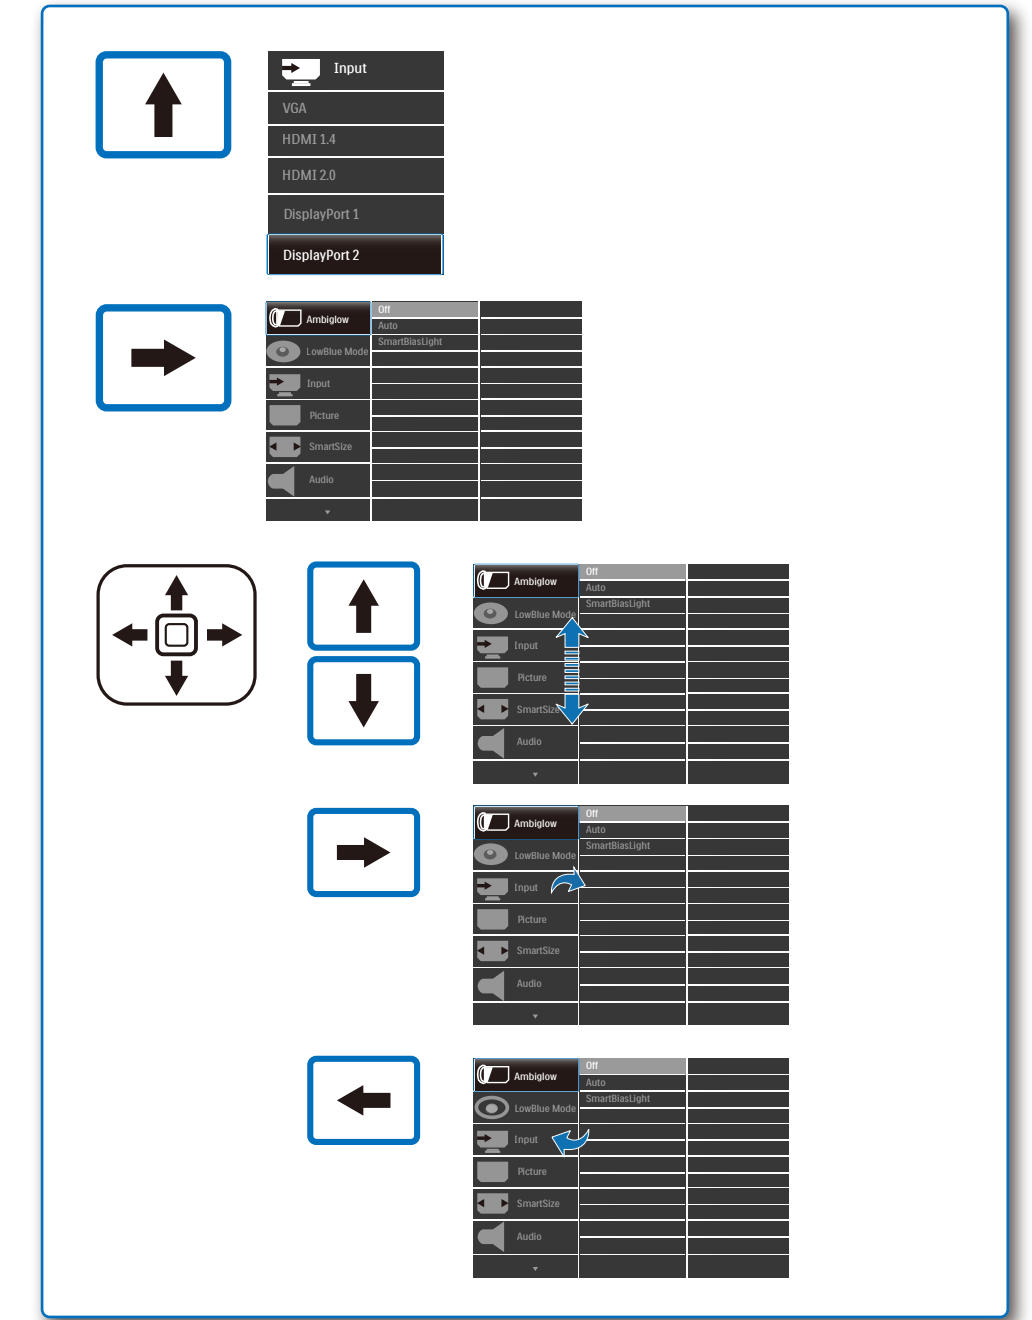 Input
VGA
HDMI 1.4
HDMI 2.0
DisplayPort 1
DisplayPort 2
Ambiglow
LowBlue Mode
Input
Picture
SmartSize
Audio
Off
Auto
SmartBiasLight
Ambiglow
LowBlue Mode
Input
Picture
SmartSize
Audio
Off
Auto
SmartBiasLight
Ambiglow
LowBlue Mode
Input
Picture
SmartSize
Audio
Off
Auto
SmartBiasLight
Ambiglow
LowBlue Mode
Input
Picture
SmartSize
Audio
Off
Auto
SmartBiasLight